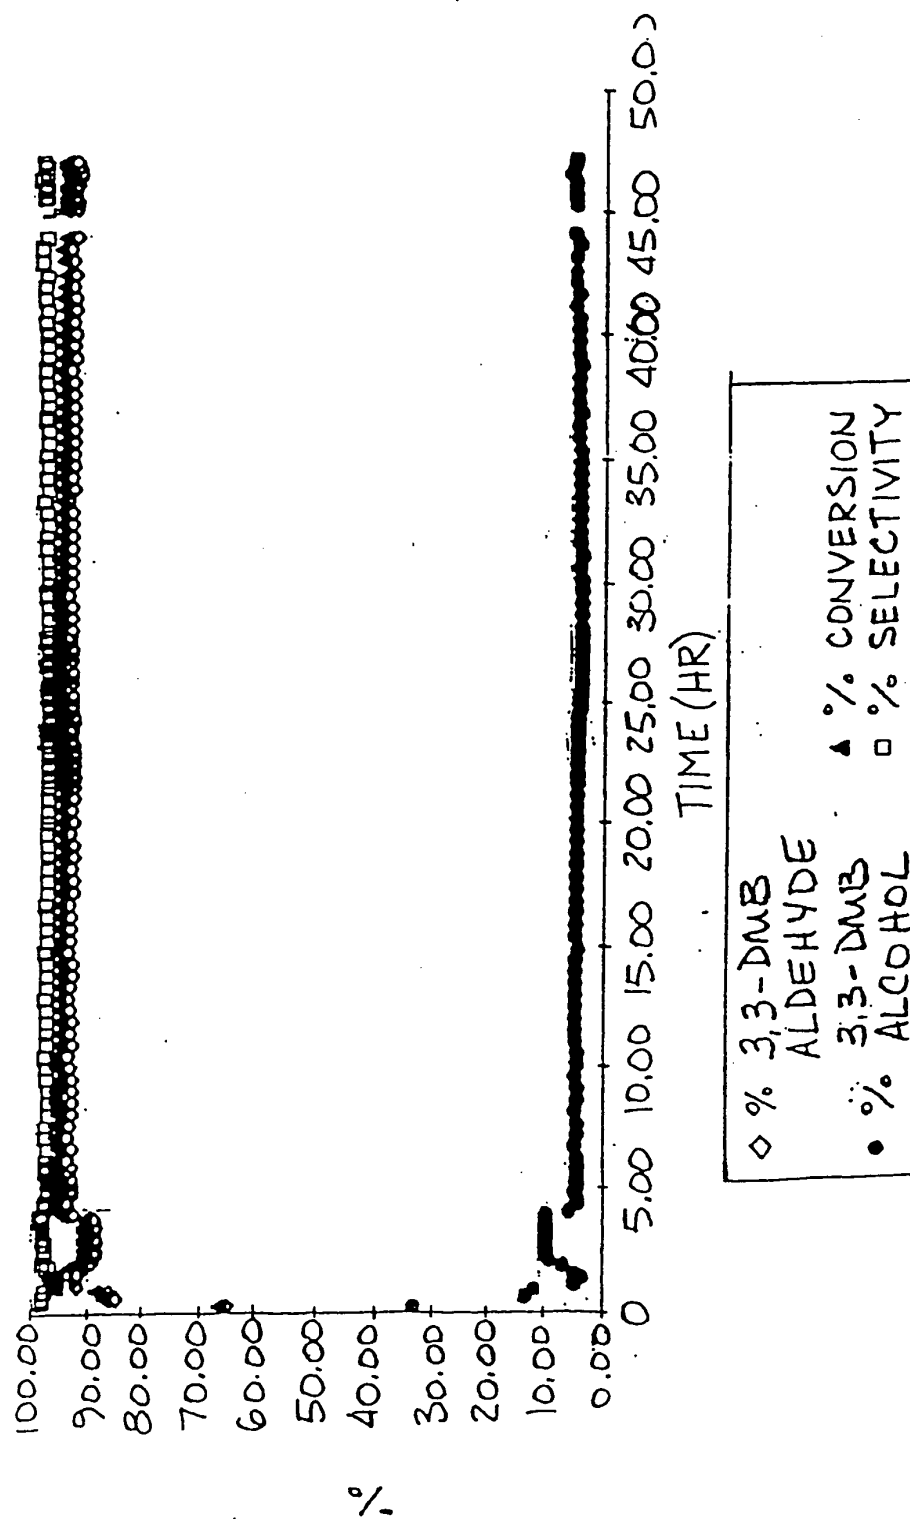 %
100.00
90.00
80.00
70.00
60.00
50.00
40.00
30.00
20.00
10.00
0.00
0 5.00 10.00 15.00 20.00 25.00 30.00 35.00 40.00 45.00 50.00
TIME (HR)
◇ % 3,3-DMB ALDEHYDE
▲ % CONVERSION
● % 3,3-DMB ALCOHOL
□ % SELECTIVITY